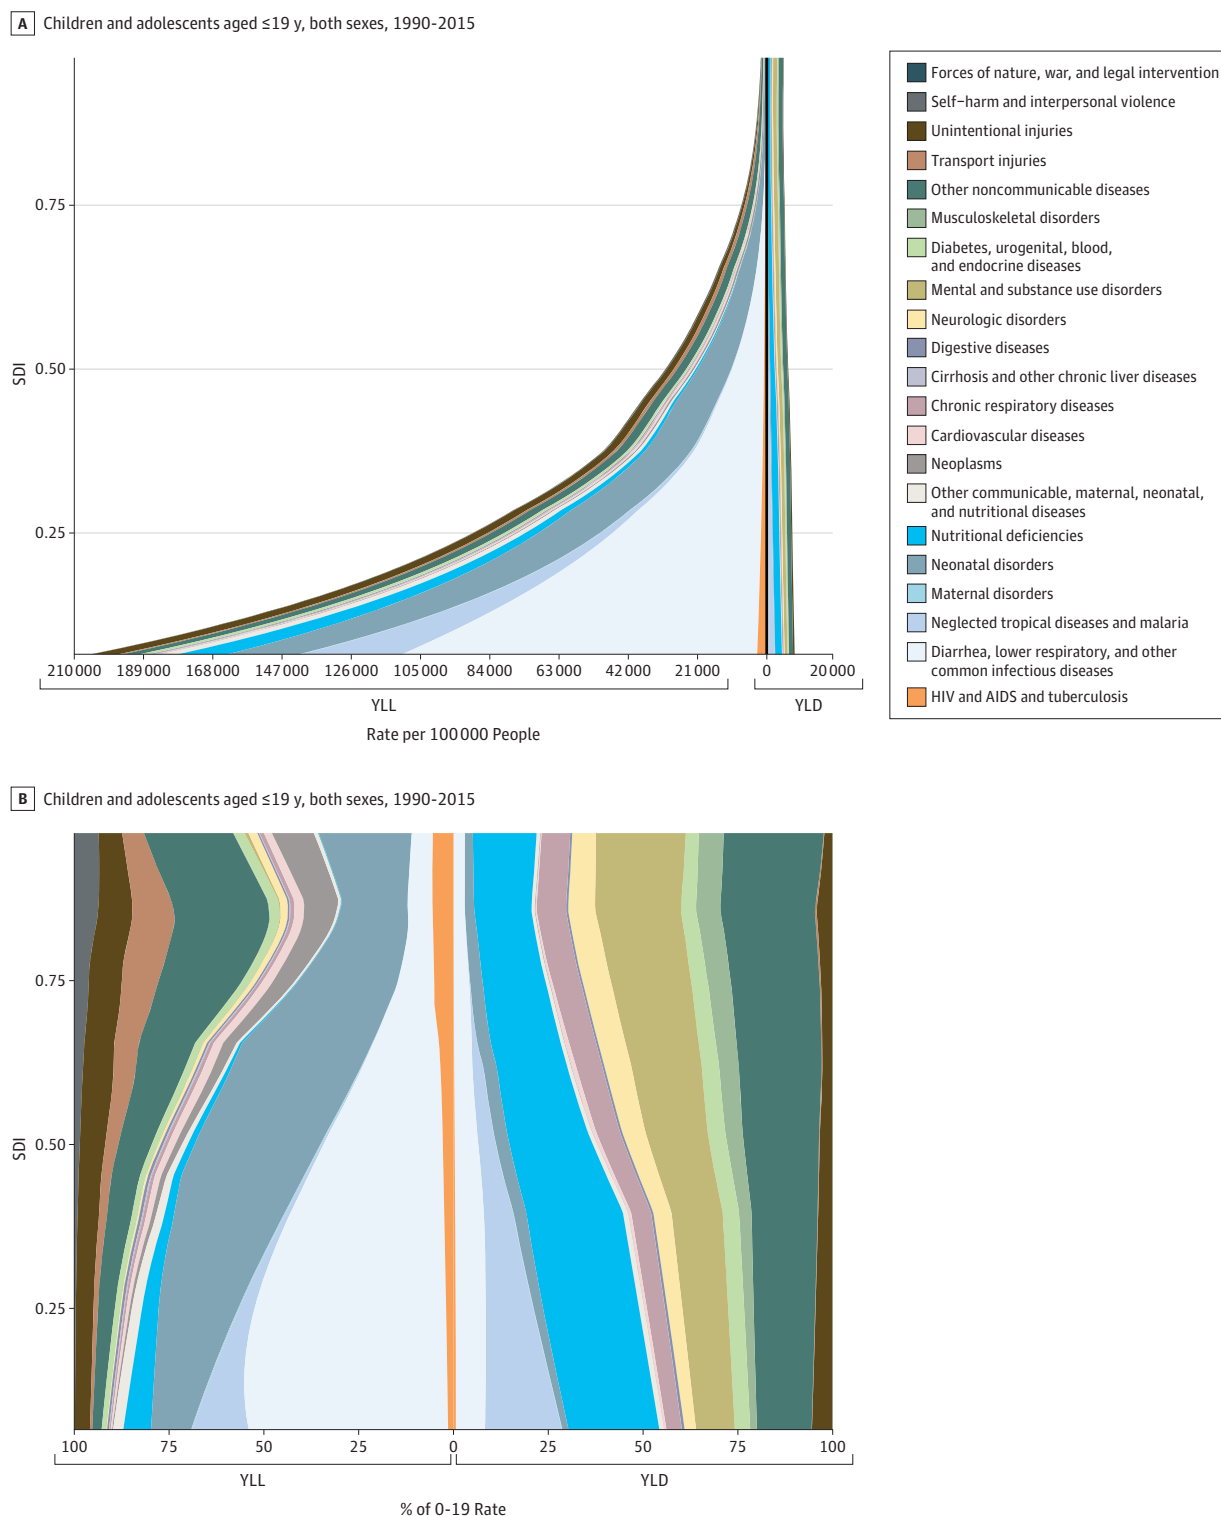 A Children and adolescents aged ≤19 y, both sexes, 1990-2015
SDI
0.75
0.50
0.25
210 000 189 000 168 000 147 000 126 000 105 000 84 000 63 000 42 000 21 000 0 20 000
YLL YLD
Rate per 100 000 People
Forces of nature, war, and legal intervention
Self-harm and interpersonal violence
Unintentional injuries
Transport injuries
Other noncommunicable diseases
Musculoskeletal disorders
Diabetes, urogenital, blood,
and endocrine diseases
Mental and substance use disorders
Neurologic disorders
Digestive diseases
Cirrhosis and other chronic liver diseases
Chronic respiratory diseases
Cardiovascular diseases
Neoplasms
Other communicable, maternal, neonatal,
and nutritional diseases
Nutritional deficiencies
Neonatal disorders
Maternal disorders
Neglected tropical diseases and malaria
Diarrhea, lower respiratory, and other
common infectious diseases
HIV and AIDS and tuberculosis
B Children and adolescents aged ≤19 y, both sexes, 1990-2015
SDI
0.75
0.50
0.25
100 75 50 25 0 25 50 75 100
YLL YLD
% of 0-19 Rate